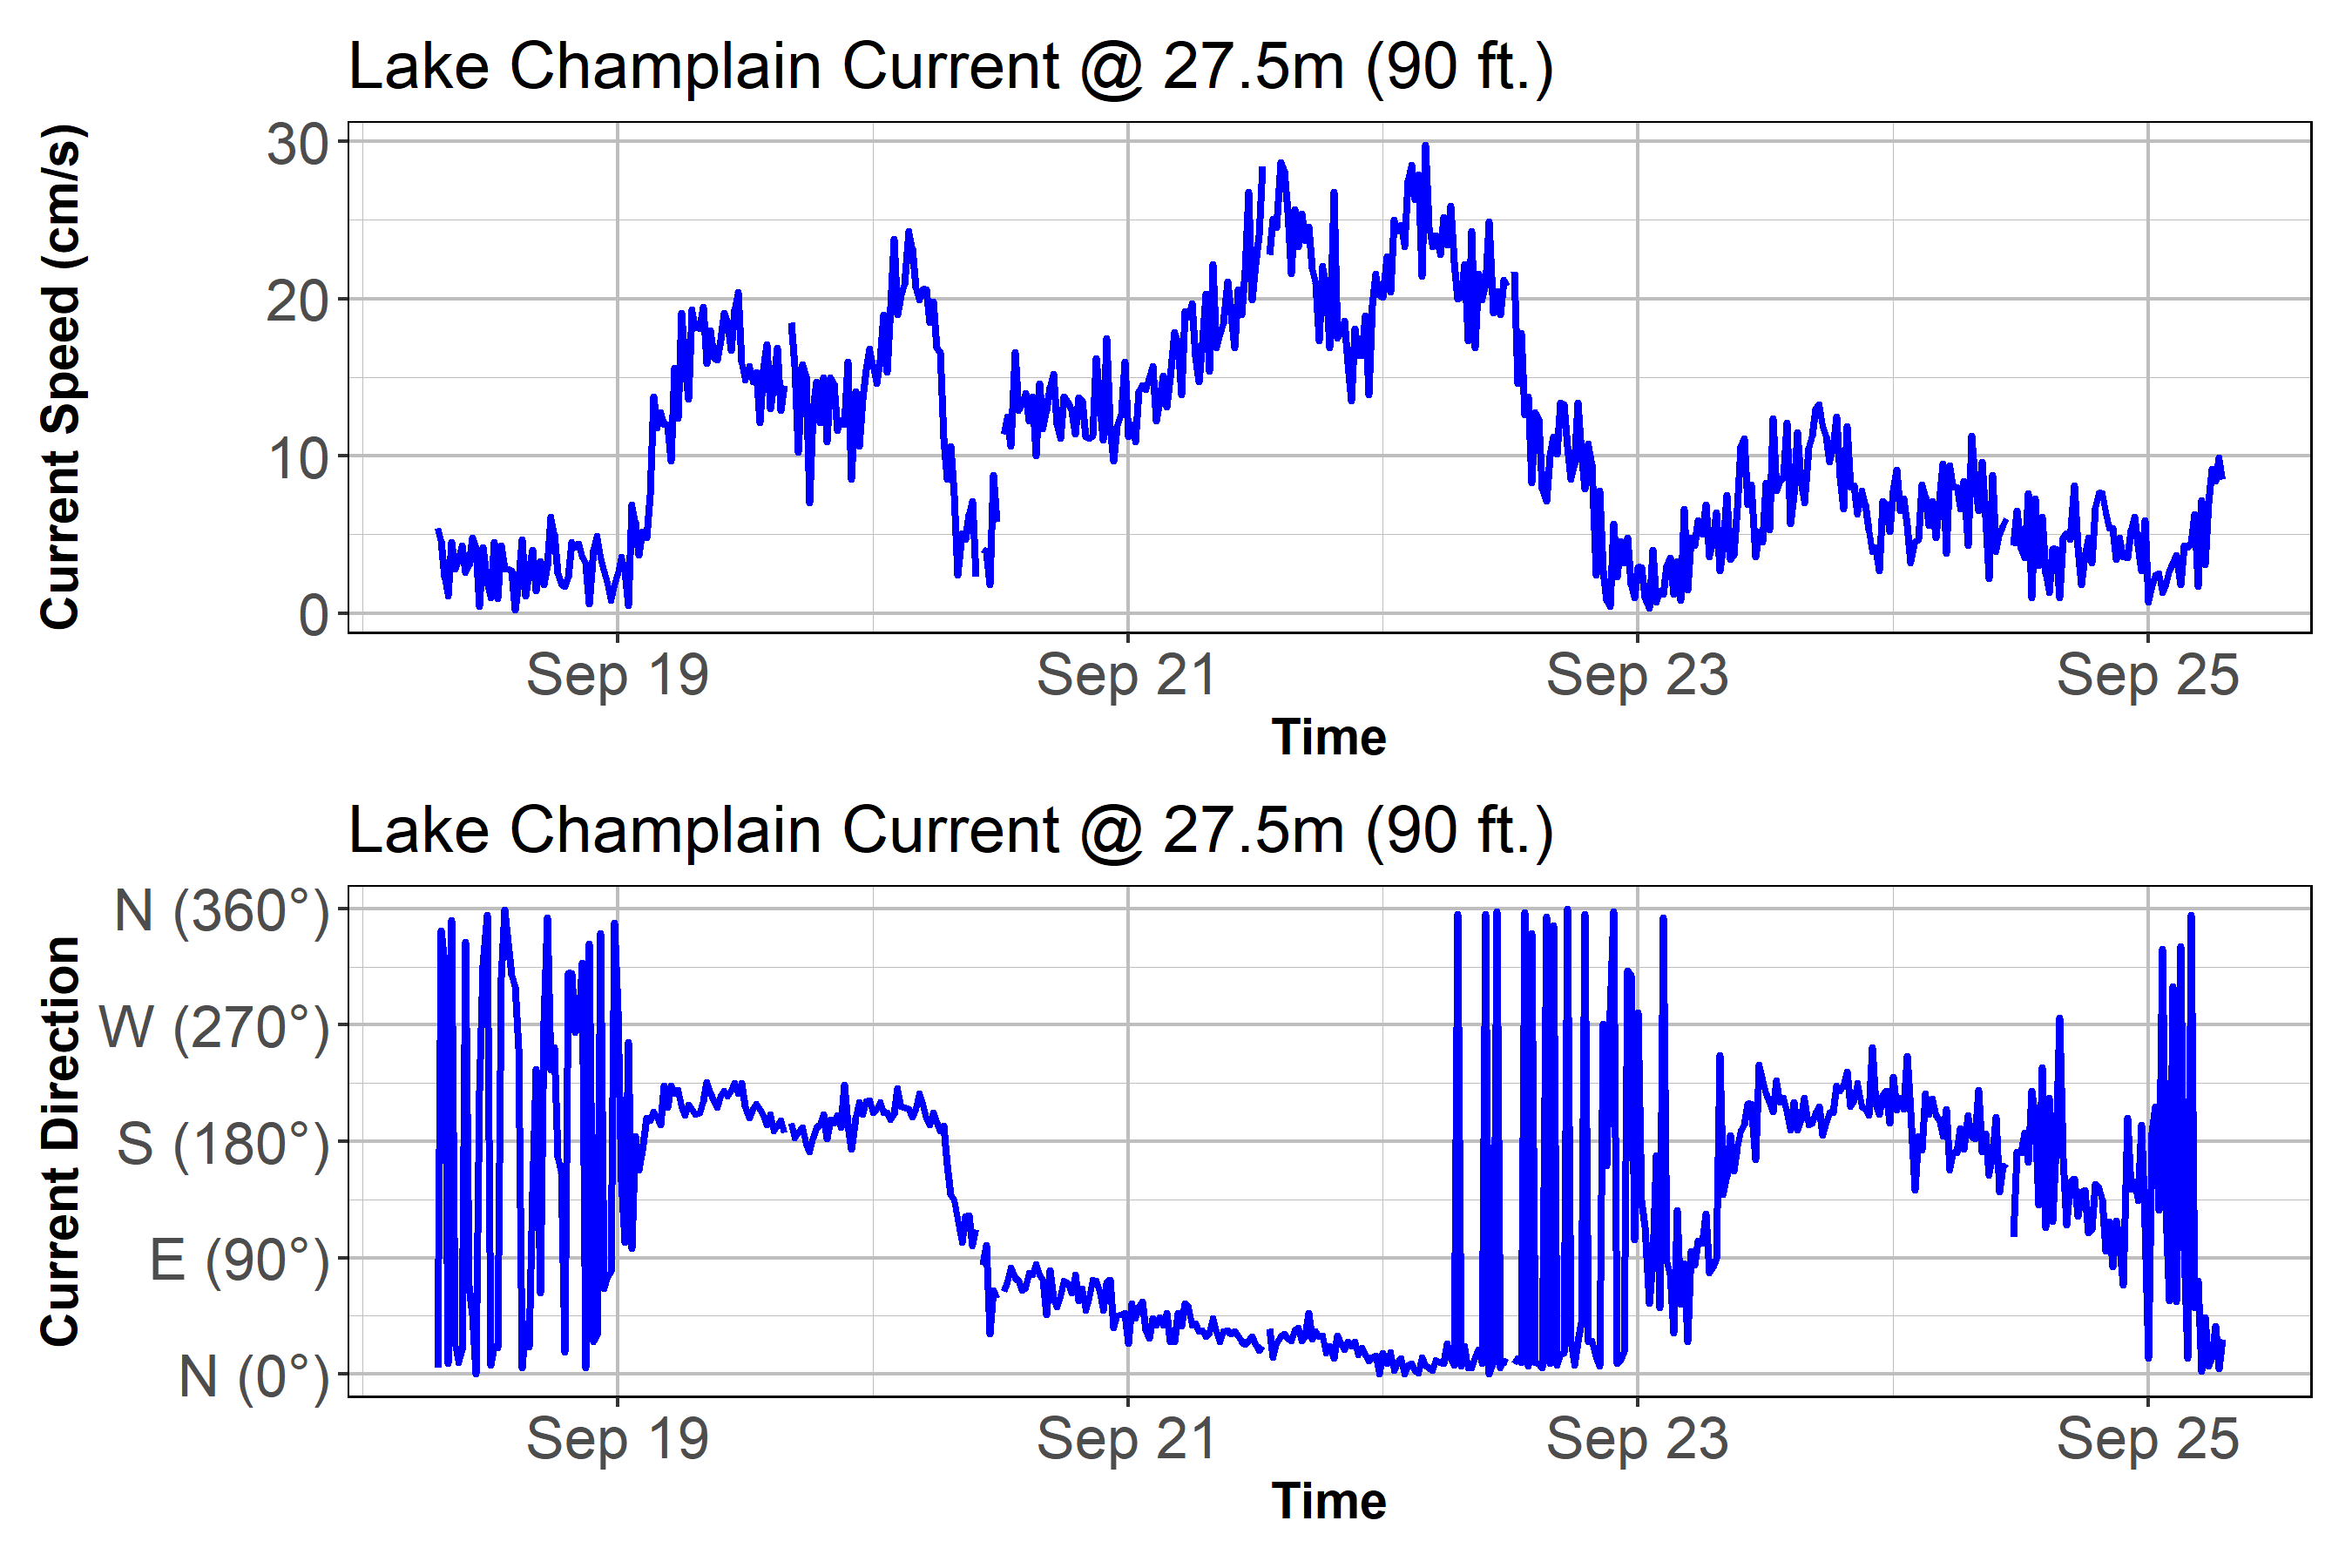 Lake Champlain Current @ 27.5m (90 ft.)
Current Speed (cm/s)
30
20
10
0
Sep 19 Sep 21 Sep 23 Sep 25
Time
Lake Champlain Current @ 27.5m (90 ft.)
Current Direction
N (360°)
W (270°)
S (180°)
E (90°)
N (0°)
Sep 19 Sep 21 Sep 23 Sep 25
Time